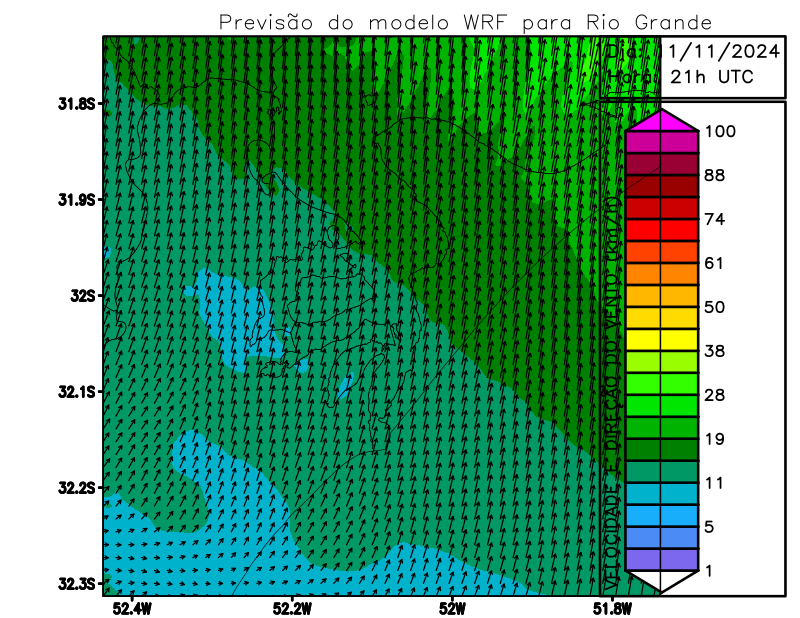 Previsão do modelo WRF para Rio Grande
Dia: 1/11/2024
Hora: 21h UTC
31.8S
31.9S
32S
32.1S
32.2S
32.3S
52.4W
52.2W
52W
51.8W
VELOCIDADE E DIREÇÃO DO VENTO (km/h)
100
88
74
61
50
38
28
19
11
5
1